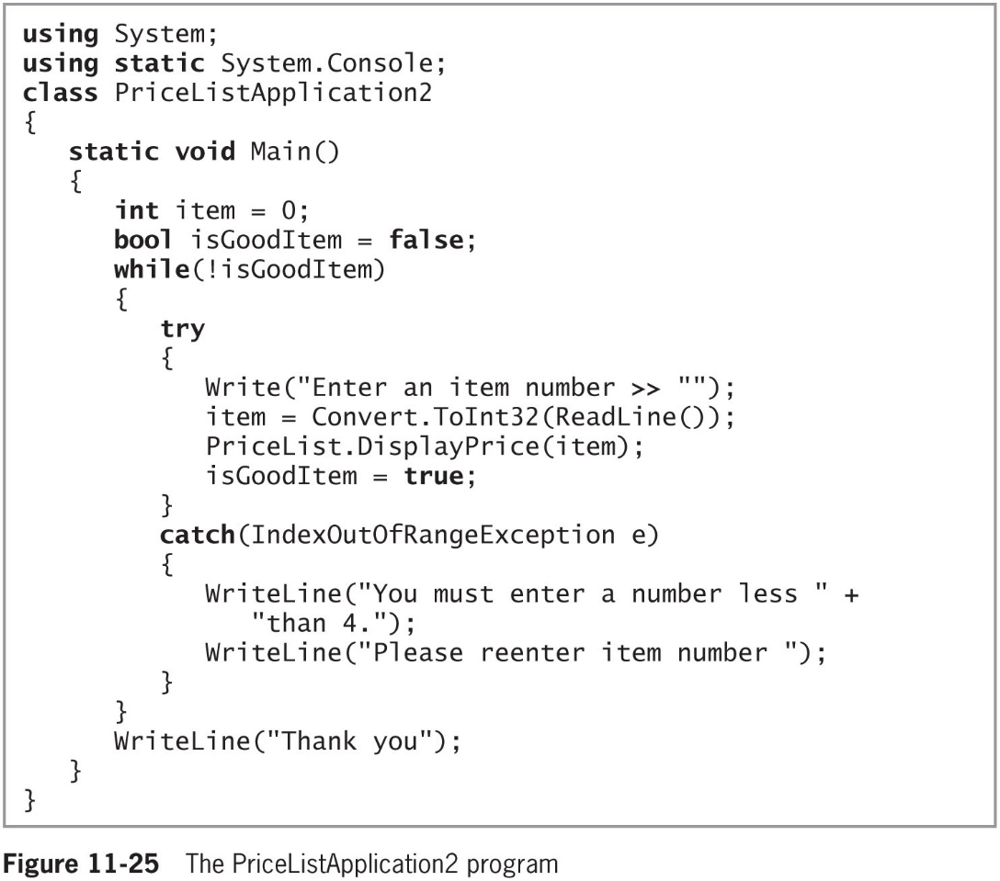 using System;
using static System.Console;
class PriceListApplication2
{
   static void Main()
   {
      int item = 0;
      bool isGoodItem = false;
      while(!isGoodItem)
      {
         try
         {
            Write("Enter an item number >> "");
            item = Convert.ToInt32(ReadLine());
            PriceList.DisplayPrice(item);
            isGoodItem = true;
         }
         catch(IndexOutOfRangeException e)
         {
            WriteLine("You must enter a number less " +
               "than 4.");
            WriteLine("Please reenter item number ");
         }
      }
      WriteLine("Thank you");
   }
}
Figure 11-25   The PriceListApplication2 program